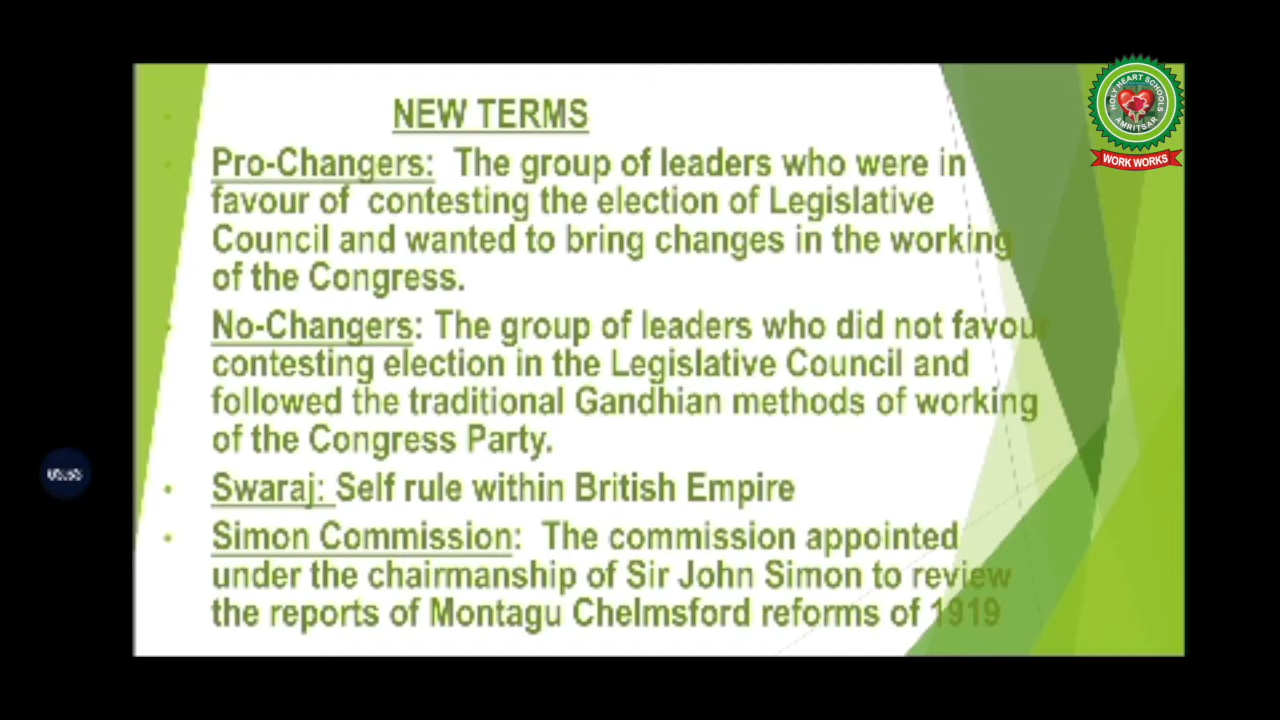 NEW TERMS
Pro-Changers: The group of leaders who were in
favour of contesting the election of Legislative
Council and wanted to bring changes in the working
of the Congress.
No-Changers: The group of leaders who did not favour
contesting election in the Legislative Council and
followed the traditional Gandhian methods of working
of the Congress Party.
Swaraj: Self rule within British Empire
Simon Commission: The commission appointed
under the chairmanship of Sir John Simon to review
the reports of Montagu Chelmsford reforms of 1919
HOLY HEART SCHOOLS
AMRITSAR
WORK WORKS